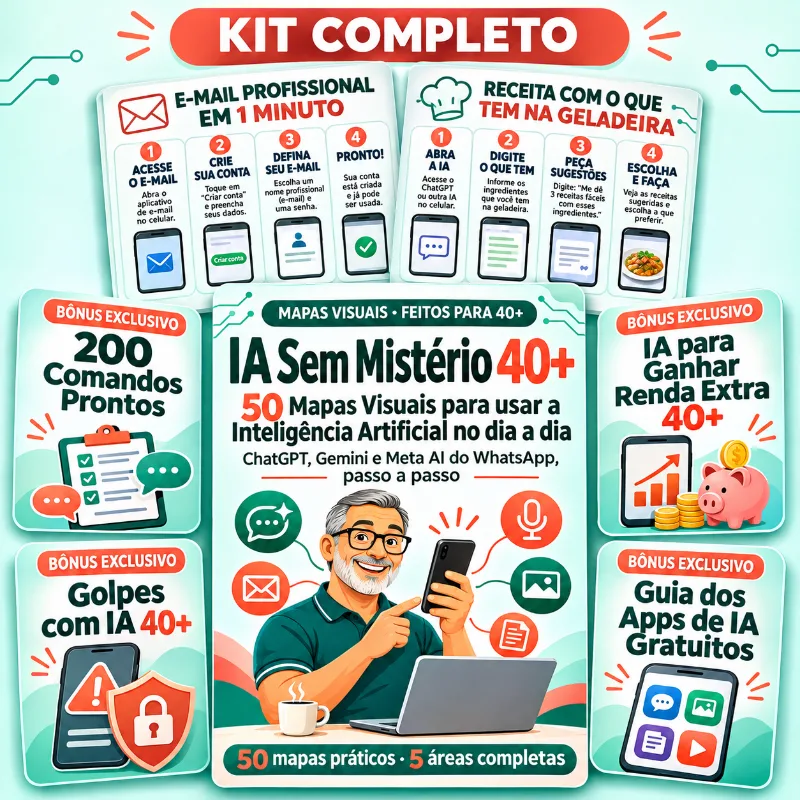 KIT COMPLETO
E-MAIL PROFISSIONAL
EM 1 MINUTO
1
ACESSE
O E-MAIL
Abra o
aplicativo
de e-mail
no celular.
2
CRIE
SUA CONTA
Toque em
"Criar conta"
e preencha
seus dados.
Criar conta
3
DEFINA
SEU E-MAIL
Escolha um
nome profissional
(e-mail) e
uma senha.
4
PRONTO!
Sua conta
está criada
e já pode
ser usada.
RECEITA COM O QUE
TEM NA GELADEIRA
1
ABRA
A IA
Acesse o
ChatGPT
ou outra IA
no celular.
2
DIGITE
O QUE TEM
Informe os
ingredientes
que você tem
na geladeira.
3
PEÇA
SUGESTÕES
Digite: "Me dê
3 receitas fáceis
com esses
ingredientes."
4
ESCOLHA
E FAÇA
Veja as receitas
sugeridas e
escolha a que
preferir.
BÔNUS EXCLUSIVO
200
Comandos
Prontos
MAPAS VISUAIS • FEITOS PARA 40+
IA Sem Mistério 40+
50 Mapas Visuais para usar a
Inteligência Artificial no dia a dia
ChatGPT, Gemini e Meta AI do WhatsApp,
passo a passo
BÔNUS EXCLUSIVO
IA para
Ganhar
Renda Extra
40+
BÔNUS EXCLUSIVO
Golpes
com IA 40+
BÔNUS EXCLUSIVO
Guia dos
Apps de IA
Gratuitos
50 mapas práticos • 5 áreas completas